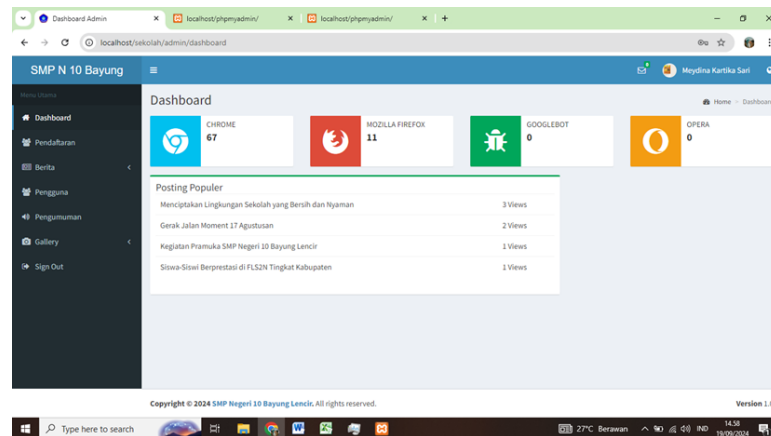 Dashboard Admin
localhost/phpmyadmin/
localhost/phpmyadmin/
localhost/sekolah/admin/dashboard
SMP N 10 Bayung
Meydina Kartika Sari
Menu Utama
Dashboard
Home > Dashboar
Dashboard
Pendaftaran
Berita
Pengguna
Pengumuman
Gallery
Sign Out
CHROME
67
MOZILLA FIREFOX
11
GOOGLEBOT
0
OPERA
0
Posting Populer
Menciptakan Lingkungan Sekolah yang Bersih dan Nyaman 3 Views
Gerak Jalan Moment 17 Agustusan 2 Views
Kegiatan Pramuka SMP Negeri 10 Bayung Lencir 1 Views
Siswa-Siswi Berprestasi di FLS2N Tingkat Kabupaten 1 Views
Copyright © 2024 SMP Negeri 10 Bayung Lencir. All rights reserved.
Version 1.
Type here to search
27°C Berawan
IND
14.58
19/09/2024